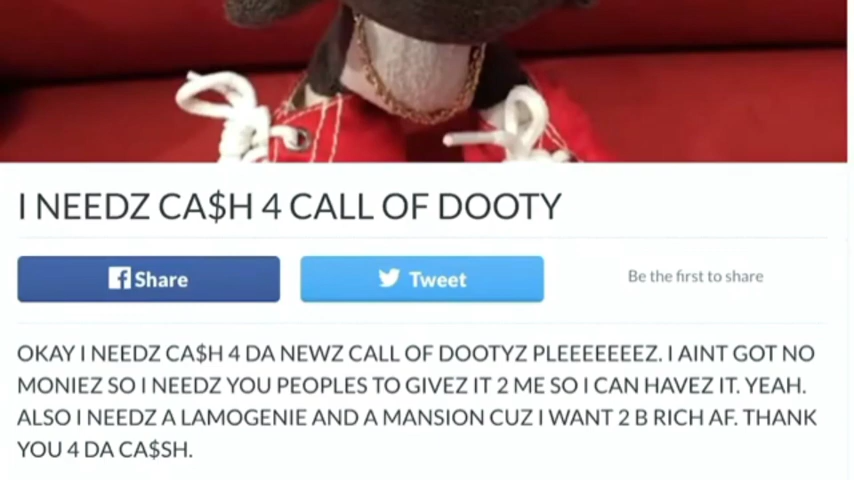 I NEEDZ CA$H 4 CALL OF DOOTY
Share
Tweet
Be the first to share
OKAY I NEEDZ CA$H 4 DA NEWZ CALL OF DOOTYZ PLEEEEEEEZ. I AINT GOT NO
MONIEZ SO I NEEDZ YOU PEOPLES TO GIVEZ IT 2 ME SO I CAN HAVEZ IT. YEAH.
ALSO I NEEDZ A LAMOGENIE AND A MANSION CUZ I WANT 2 B RICH AF. THANK
YOU 4 DA CA$SH.